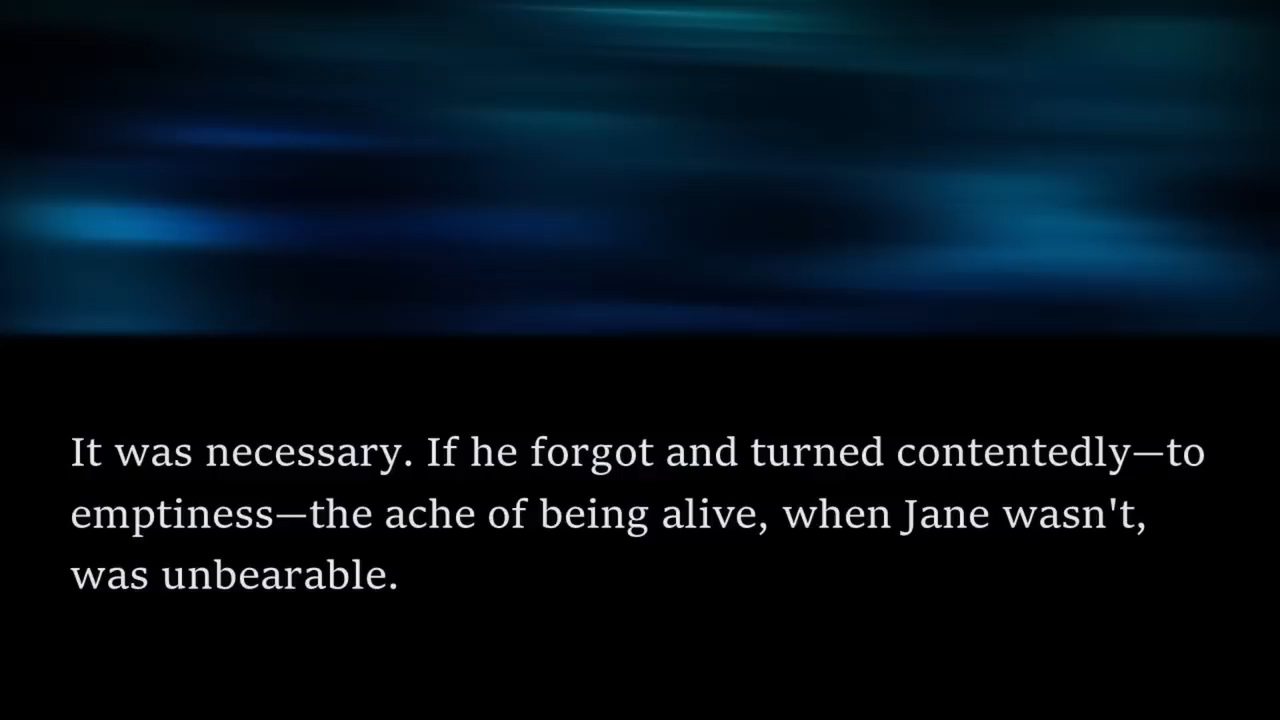 It was necessary. If he forgot and turned contentedly—to
emptiness—the ache of being alive, when Jane wasn't,
was unbearable.